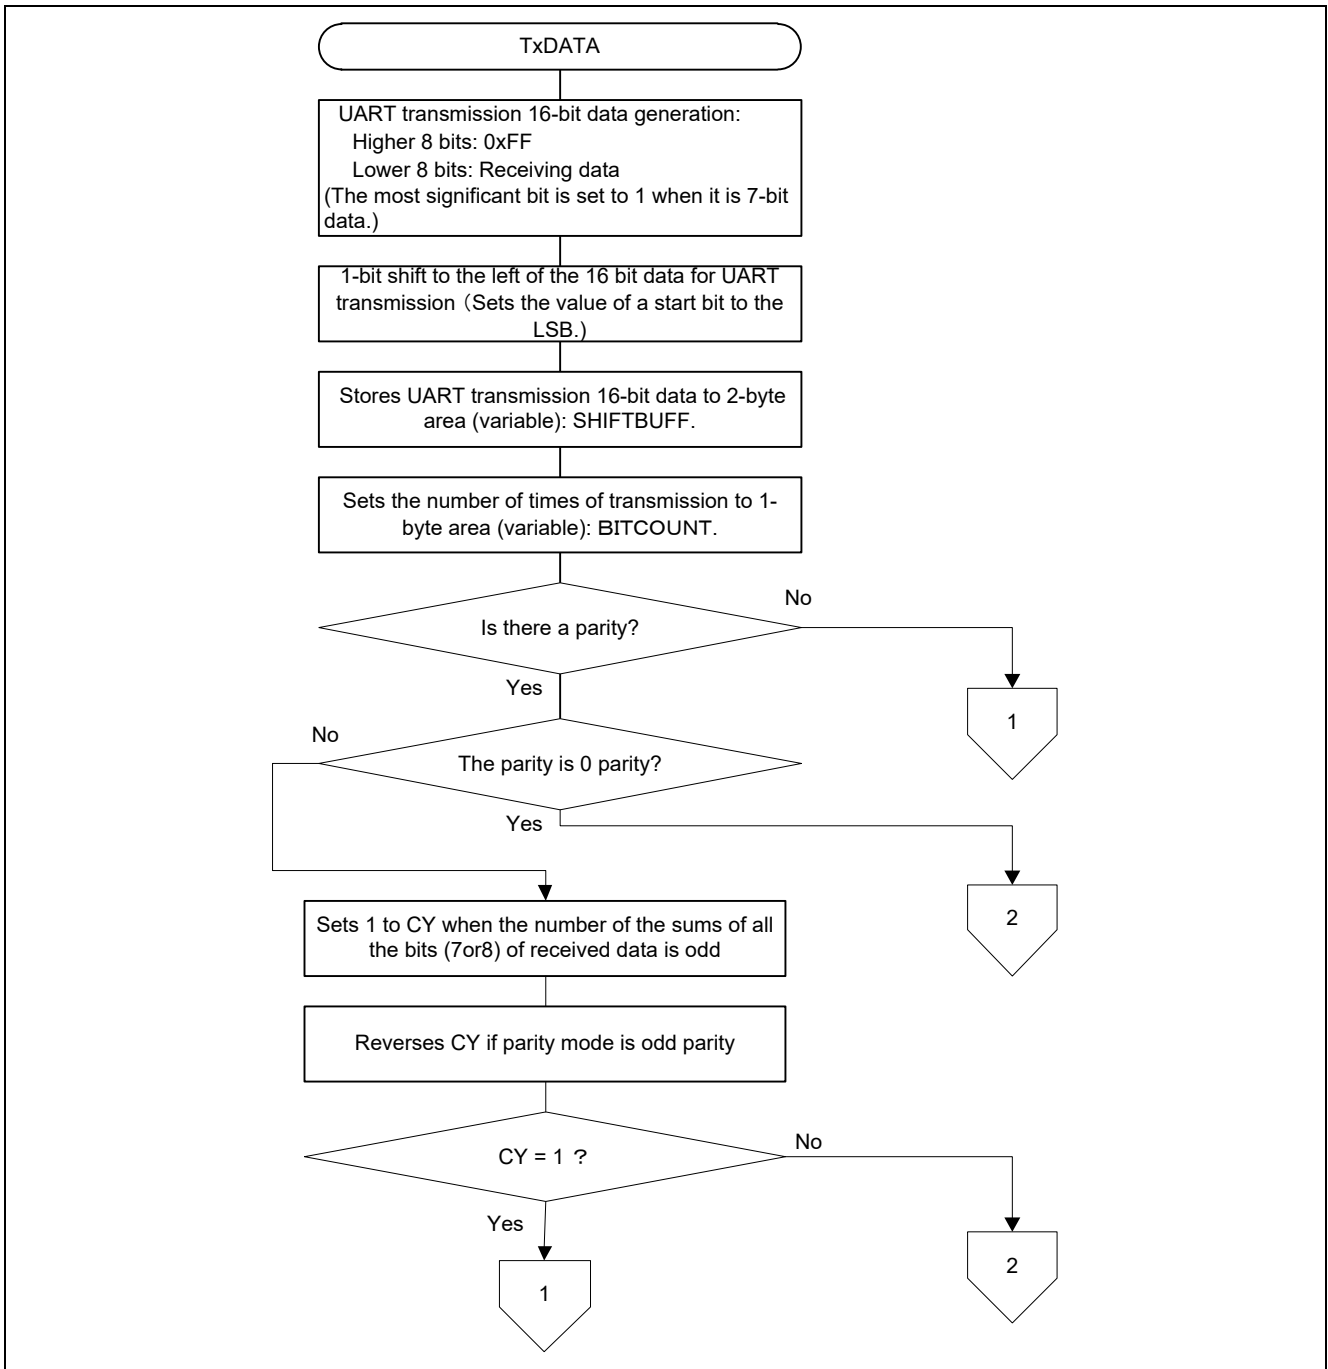 TxDATA
UART transmission 16-bit data generation:
Higher 8 bits: 0xFF
Lower 8 bits: Receiving data
(The most significant bit is set to 1 when it is 7-bit
data.)
1-bit shift to the left of the 16 bit data for UART
transmission（Sets the value of a start bit to the
LSB.)
Stores UART transmission 16-bit data to 2-byte
area (variable): SHIFTBUFF.
Sets the number of times of transmission to 1-
byte area (variable): BITCOUNT.
No
Is there a parity?
Yes
1
No
The parity is 0 parity?
Yes
2
Sets 1 to CY when the number of the sums of all
the bits (7or8) of received data is odd
Reverses CY if parity mode is odd parity
No
CY = 1 ？
Yes
2
1